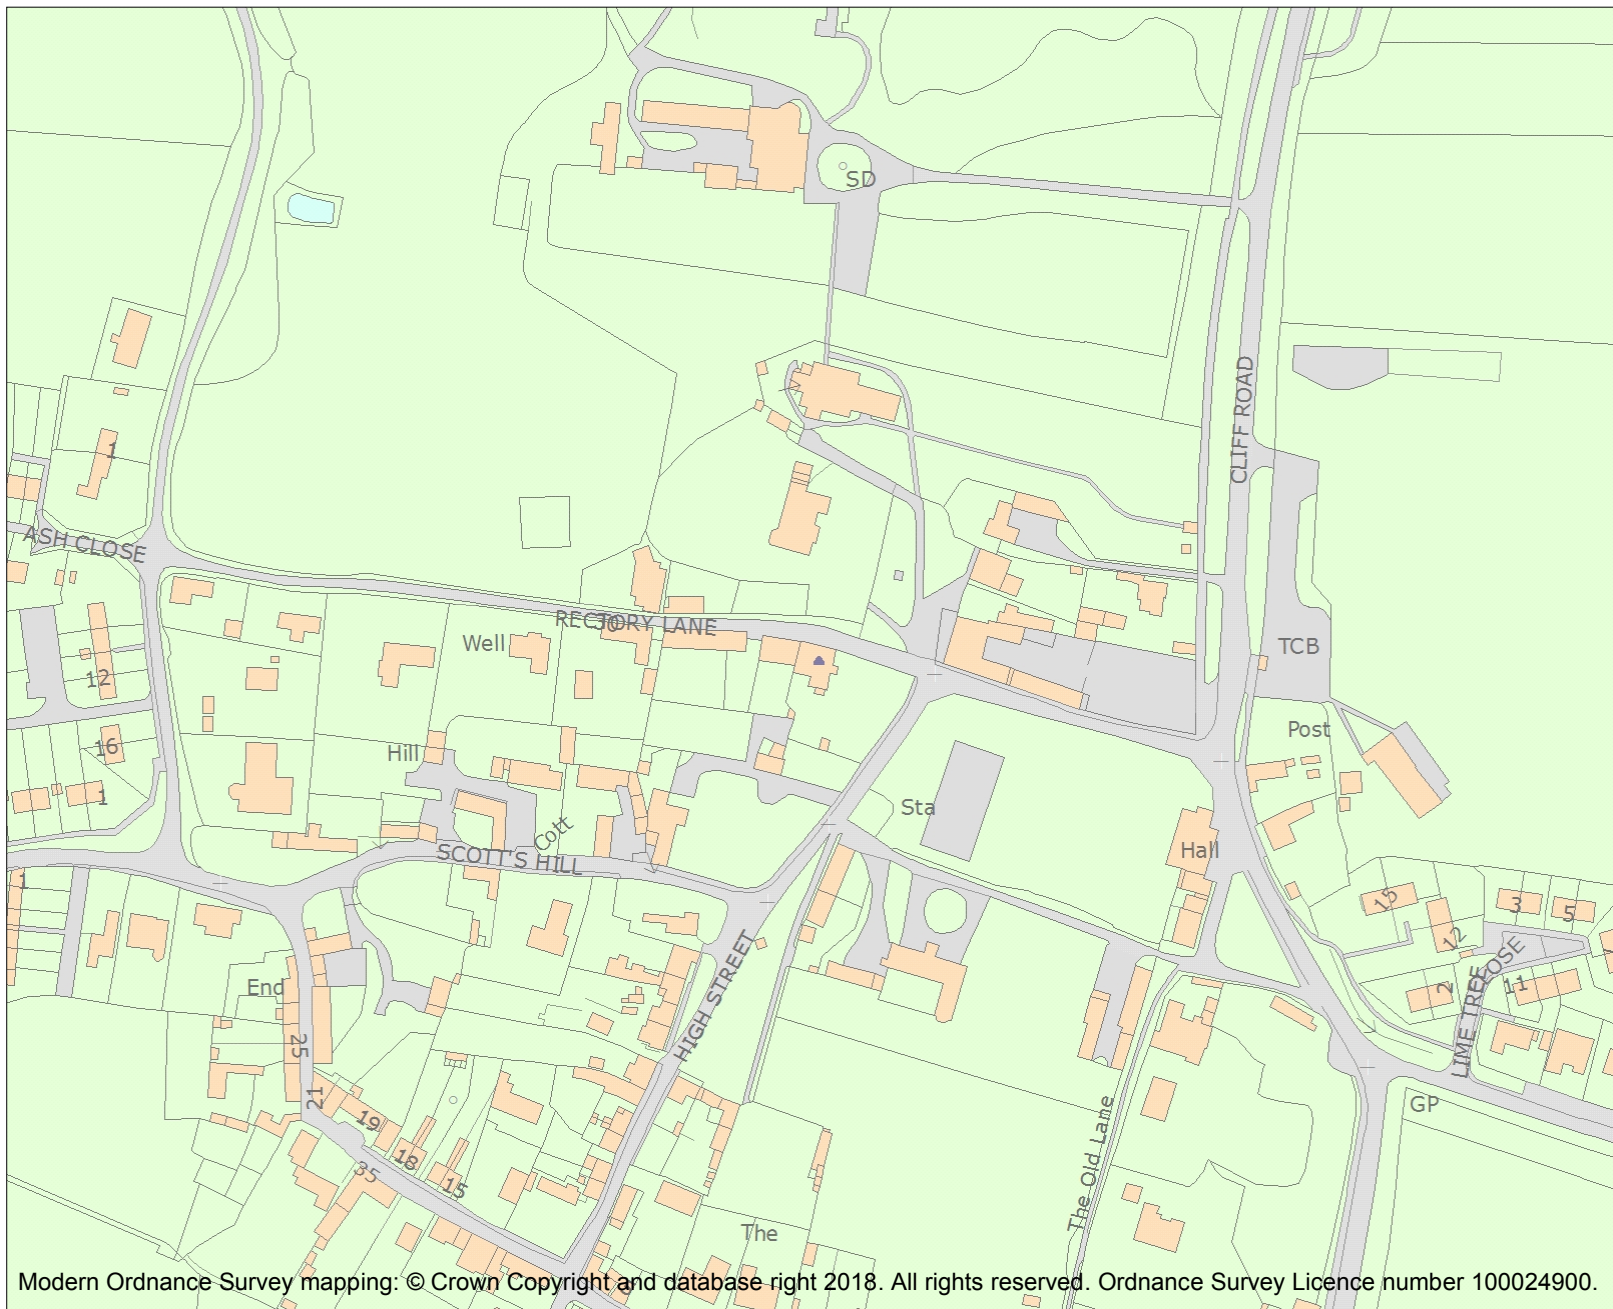 SD
CLIFF ROAD
1
ASH CLOSE
RECTORY LANE
Well
TCB
12
Post
16
Hill
1
Sta
Cott
SCOTT'S HILL
Hall
1
15
3
5
12
HIGH STREET
End
2
11
LIME TREE
CLOSE
25
21
GP
19
The Old Lane
18
35
15
The
Modern Ordnance Survey mapping: © Crown Copyright and database right 2018. All rights reserved. Ordnance Survey Licence number 100024900.